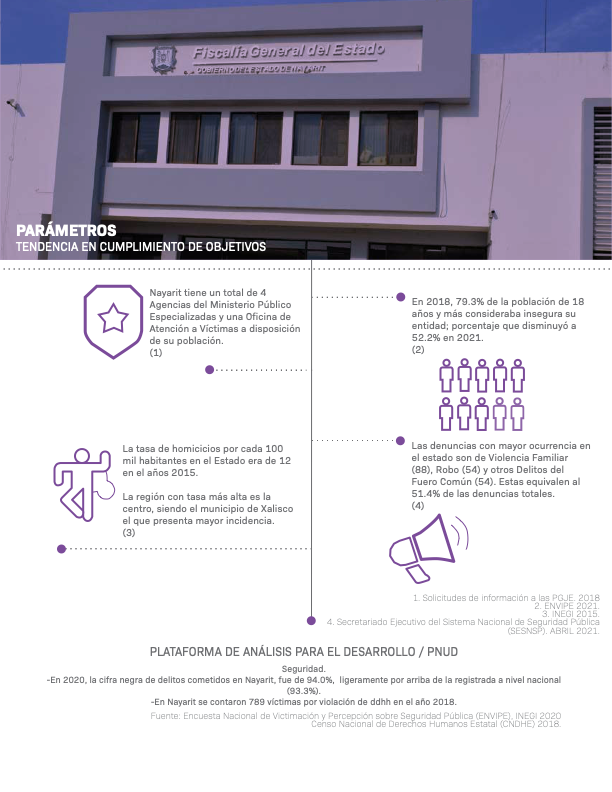 Fiscalía General del Estado
GOBIERNO DEL ESTADO DE NAYARIT
PARÁMETROS
TENDENCIA EN CUMPLIMIENTO DE OBJETIVOS
Nayarit tiene un total de 4
Agencias del Ministerio Público
Especializadas y una Oficina de
Atención a Víctimas a disposición
de su población.
(1)
En 2018, 79.3% de la población de 18
años y más consideraba insegura su
entidad; porcentaje que disminuyó a
52.2% en 2021.
(2)
La tasa de homicicios por cada 100
mil habitantes en el Estado era de 12
en el años 2015.
La región con tasa más alta es la
centro, siendo el municipio de Xalisco
el que presenta mayor incidencia.
(3)
Las denuncias con mayor ocurrencia en
el estado son de Violencia Familiar
(88), Robo (54) y otros Delitos del
Fuero Común (54). Estas equivalen al
51.4% de las denuncias totales.
(4)
1. Solicitudes de información a las PGJE. 2018
2. ENVIPE 2021.
3. INEGI 2015.
4. Secretariado Ejecutivo del Sistema Nacional de Seguridad Pública
(SESNSP). ABRIL 2021.
PLATAFORMA DE ANÁLISIS PARA EL DESARROLLO / PNUD
Seguridad.
-En 2020, la cifra negra de delitos cometidos en Nayarit, fue de 94.0%, ligeramente por arriba de la registrada a nivel nacional
(93.3%).
-En Nayarit se contaron 789 víctimas por violación de ddhh en el año 2018.
Fuente: Encuesta Nacional de Victimación y Percepción sobre Seguridad Pública (ENVIPE), INEGI 2020
Censo Nacional de Derechos Humanos Estatal (CNDHE) 2018.